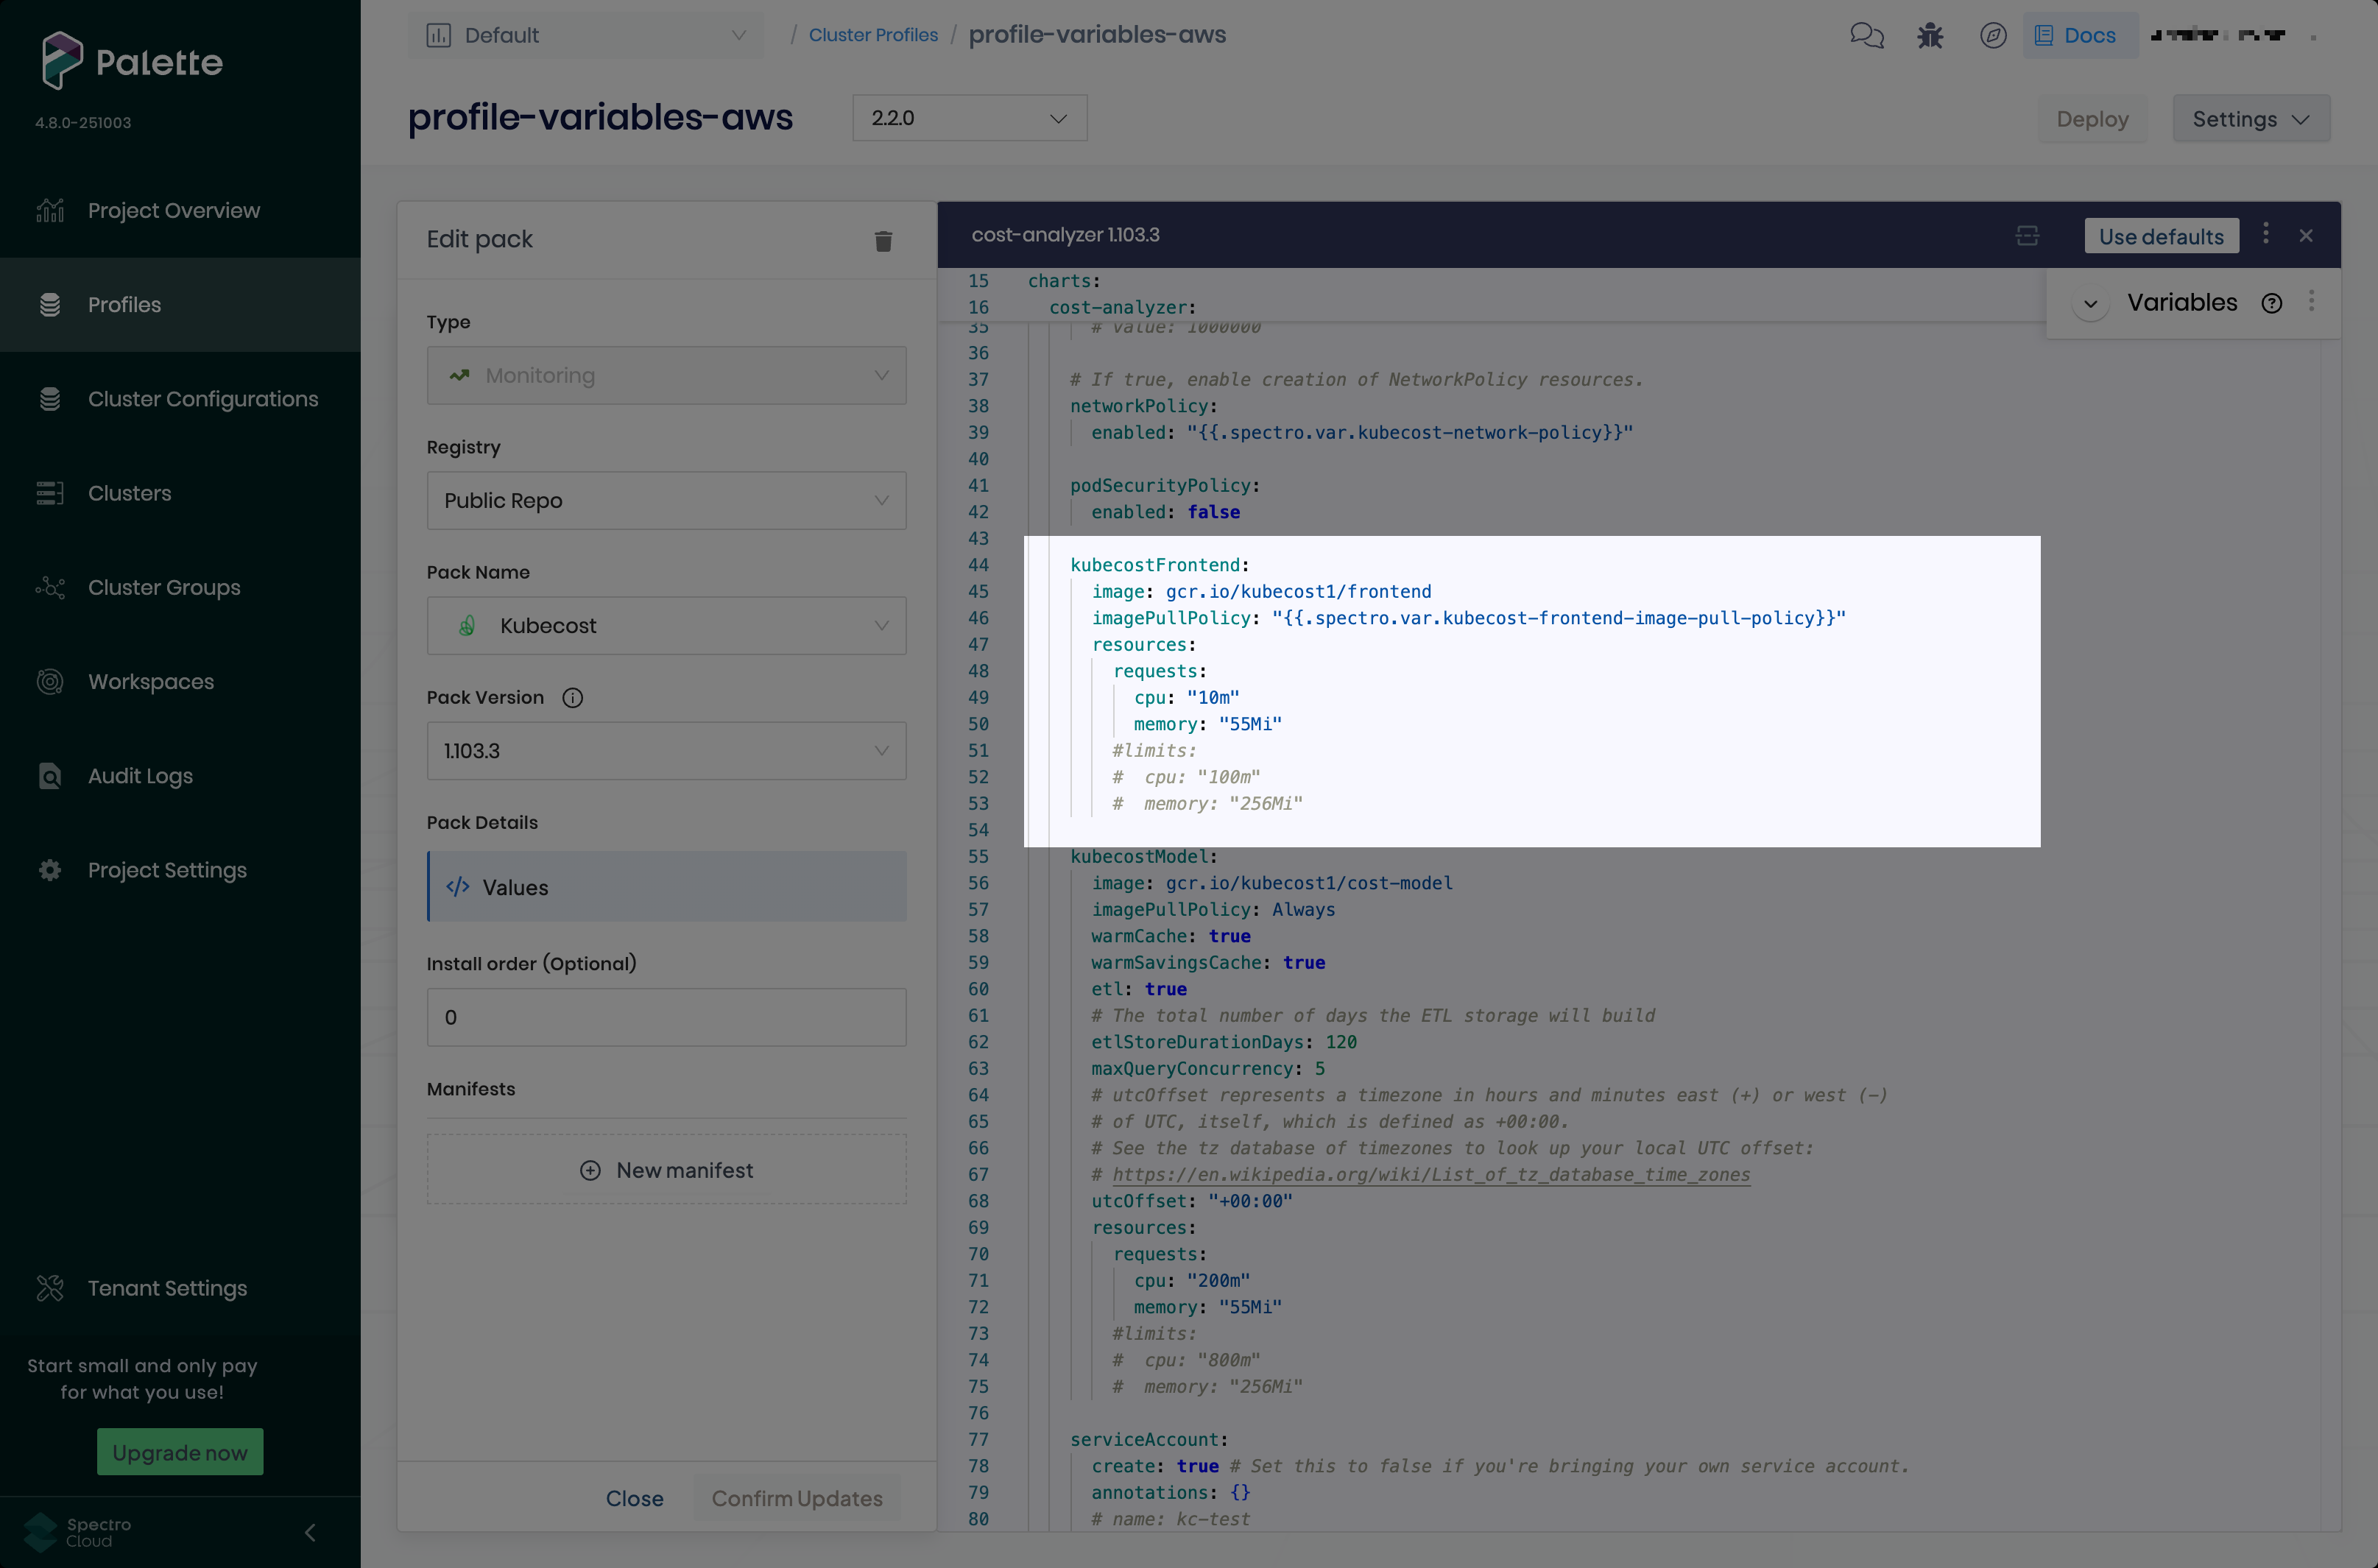 Palette
4.8.0-251003
Project Overview
Profiles
Cluster Configurations
Clusters
Cluster Groups
Workspaces
Audit Logs
Project Settings
Tenant Settings
Start small and only pay
for what you use!
Upgrade now
Spectro
Cloud
Default
/ Cluster Profiles / profile-variables-aws
Docs
profile-variables-aws
2.2.0
Deploy
Settings
Edit pack
Type
Monitoring
Registry
Public Repo
Pack Name
Kubecost
Pack Version
1.103.3
Pack Details
</> Values
Install order (Optional)
0
Manifests
New manifest
Close
Confirm Updates
cost-analyzer 1.103.3
Use defaults
Variables
15 charts:
16 cost-analyzer:
35 # value: 1000000
36
37 # If true, enable creation of NetworkPolicy resources.
38 networkPolicy:
39 enabled: "{{.spectro.var.kubecost-network-policy}}"
40
41 podSecurityPolicy:
42 enabled: false
43
44 kubecostFrontend:
45 image: gcr.io/kubecost1/frontend
46 imagePullPolicy: "{{.spectro.var.kubecost-frontend-image-pull-policy}}"
47 resources:
48 requests:
49 cpu: "10m"
50 memory: "55Mi"
51 #limits:
52 # cpu: "100m"
53 # memory: "256Mi"
54
55 kubecostModel:
56 image: gcr.io/kubecost1/cost-model
57 imagePullPolicy: Always
58 warmCache: true
59 warmSavingsCache: true
60 etl: true
61 # The total number of days the ETL storage will build
62 etlStoreDurationDays: 120
63 maxQueryConcurrency: 5
64 # utcOffset represents a timezone in hours and minutes east (+) or west (-)
65 # of UTC, itself, which is defined as +00:00.
66 # See the tz database of timezones to look up your local UTC offset:
67 # https://en.wikipedia.org/wiki/List_of_tz_database_time_zones
68 utcOffset: "+00:00"
69 resources:
70 requests:
71 cpu: "200m"
72 memory: "55Mi"
73 #limits:
74 # cpu: "800m"
75 # memory: "256Mi"
76
77 serviceAccount:
78 create: true # Set this to false if you're bringing your own service account.
79 annotations: {}
80 # name: kc-test